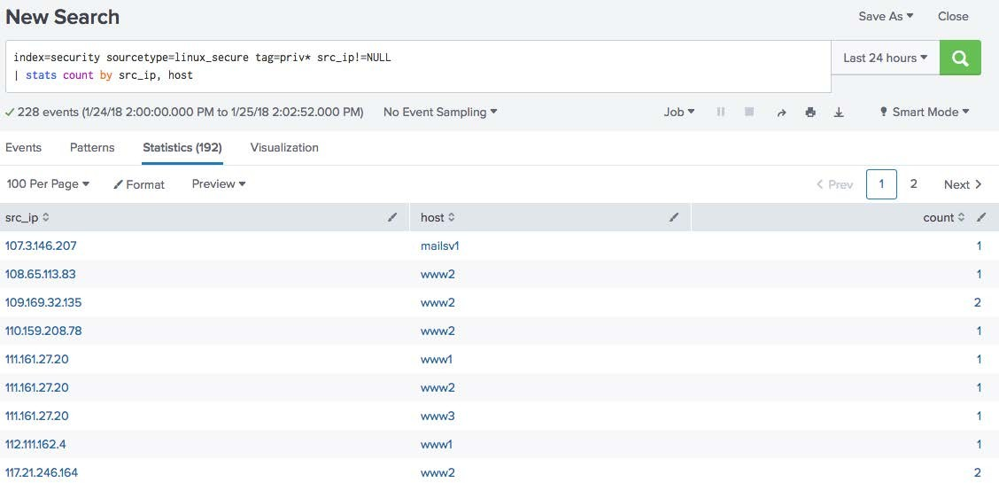 New Search Save As Close
index=security sourcetype=linux_secure tag=priv* src_ip!=NULL
| stats count by src_ip, host
Last 24 hours
228 events (1/24/18 2:00:00.000 PM to 1/25/18 2:02:52.000 PM) No Event Sampling Job Smart Mode
Events Patterns Statistics (192) Visualization
100 Per Page Format Preview Prev 1 2 Next
src_ip host count
107.3.146.207 mailsv1 1
108.65.113.83 www2 1
109.169.32.135 www2 2
110.159.208.78 www2 1
111.161.27.20 www1 1
111.161.27.20 www2 1
111.161.27.20 www3 1
112.111.162.4 www1 1
117.21.246.164 www2 2